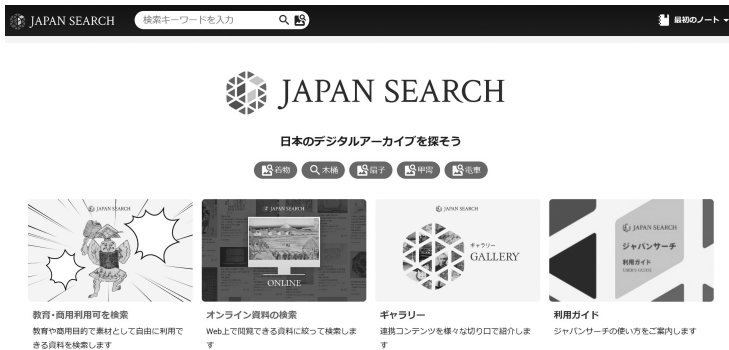 JAPAN SEARCH
検索キーワードを入力
最初のノート
JAPAN SEARCH
日本のデジタルアーカイブを探そう
着物 木桶 扇子 甲冑 電車
JAPAN SEARCH
JAPAN SEARCH
ONLINE
JAPAN SEARCH
ギャラリー
GALLERY
JAPAN SEARCH
ジャパンサーチ
利用ガイド
USER'S GUIDE
教育・商用利用可を検索
教育や商用目的で素材として自由に利用で
きる資料を検索します
オンライン資料の検索
Web上で閲覧できる資料に絞って検索しま
す
ギャラリー
連携コンテンツを様々な切り口で紹介しま
す
利用ガイド
ジャパンサーチの使い方をご案内します